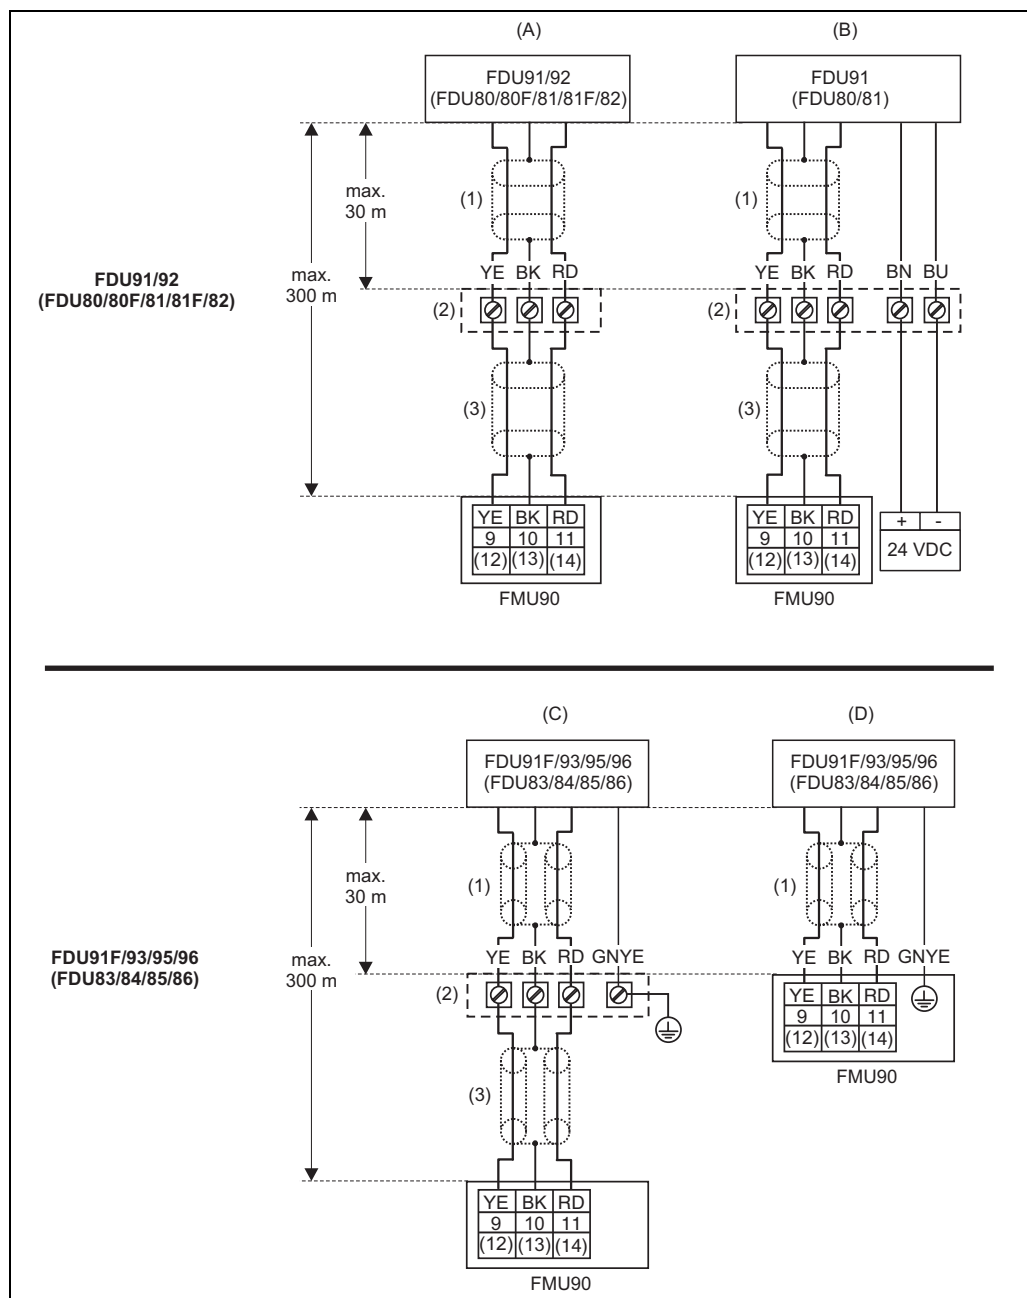 (A)
(B)
FDU91/92
(FDU80/80F/81/81F/82)
FDU91
(FDU80/81)
(1)
(1)
max.
30 m
YE BK RD
YE BK RD BN BU
FDU91/92
(FDU80/80F/81/81F/82)
max.
300 m
(2)
(2)
(3)
(3)
YE BK RD
9 10 11
(12) (13) (14)
FMU90
YE BK RD
9 10 11
(12) (13) (14)
FMU90
+ -
24 VDC
(C)
(D)
FDU91F/93/95/96
(FDU83/84/85/86)
FDU91F/93/95/96
(FDU83/84/85/86)
max.
30 m
(1)
(1)
YE BK RD GNYE
YE BK RD GNYE
FDU91F/93/95/96
(FDU83/84/85/86)
max.
300 m
(2)
YE BK RD
9 10 11
(12) (13) (14)
FMU90
(3)
YE BK RD
9 10 11
(12) (13) (14)
FMU90